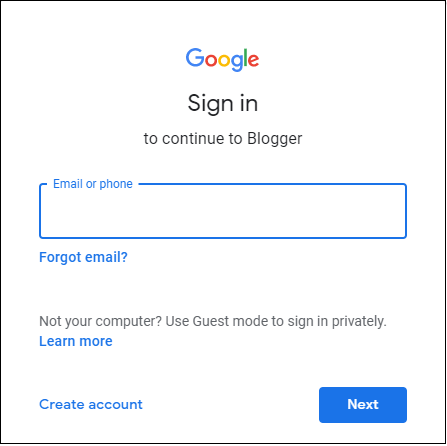 Google
Sign in
to continue to Blogger
Email or phone
Forgot email?
Not your computer? Use Guest mode to sign in privately.
Learn more
Create account
Next